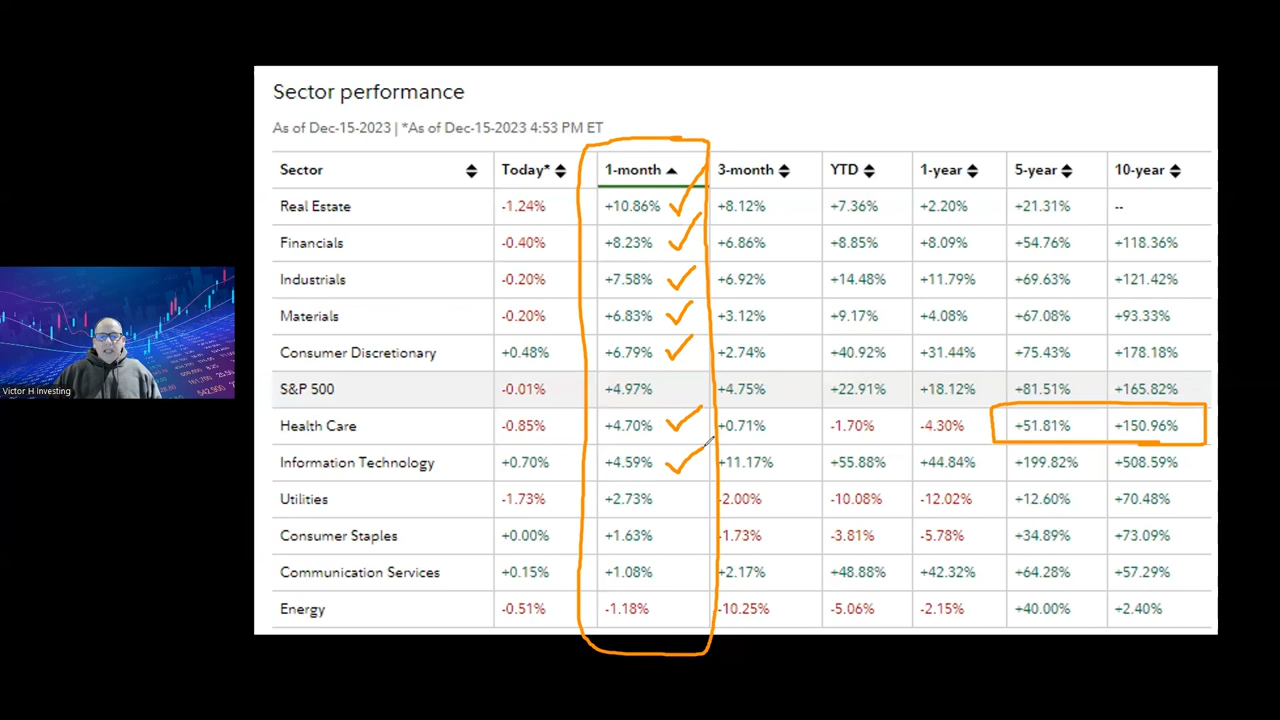 Sector performance
As of Dec-15-2023 | *As of Dec-15-2023 4:53 PM ET
Sector Today* 1-month 3-month YTD 1-year 5-year 10-year
Real Estate -1.24% +10.86% +8.12% +7.36% +2.20% +21.31% --
Financials -0.40% +8.23% +6.86% +8.85% +8.09% +54.76% +118.36%
Industrials -0.20% +7.58% +6.92% +14.48% +11.79% +69.63% +121.42%
Materials -0.20% +6.83% +3.12% +9.17% +4.08% +67.08% +93.33%
Consumer Discretionary +0.48% +6.79% +2.74% +40.92% +31.44% +75.43% +178.18%
S&P 500 -0.01% +4.97% +4.75% +22.91% +18.12% +81.51% +165.82%
Health Care -0.85% +4.70% +0.71% -1.70% -4.30% +51.81% +150.96%
Information Technology +0.70% +4.59% +11.17% +55.88% +44.84% +199.82% +508.59%
Utilities -1.73% +2.73% -2.00% -10.08% -12.02% +12.60% +70.48%
Consumer Staples +0.00% +1.63% -1.73% -3.81% -5.78% +34.89% +73.09%
Communication Services +0.15% +1.08% +2.17% +48.88% +42.32% +64.28% +57.29%
Energy -0.51% -1.18% -10.25% -5.06% -2.15% +40.00% +2.40%
Victor H Investing